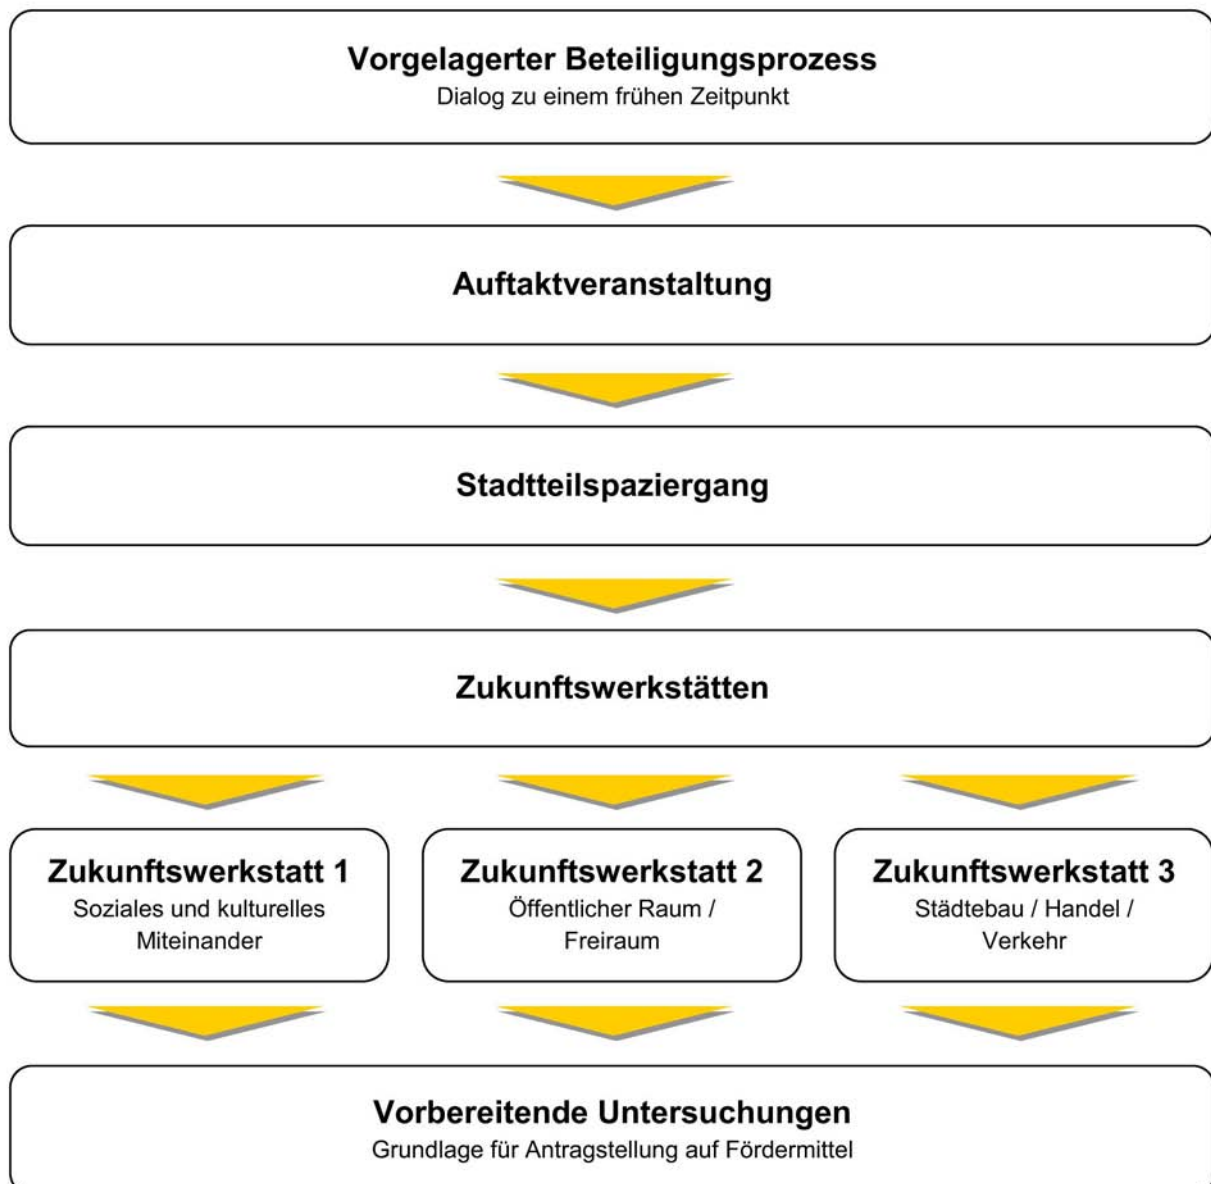 Vorgelagerter Beteiligungsprozess
Dialog zu einem frühen Zeitpunkt
Auftaktveranstaltung
Stadtteilspaziergang
Zukunftswerkstätten
Zukunftswerkstatt 1
Soziales und kulturelles
Miteinander
Zukunftswerkstatt 2
Öffentlicher Raum /
Freiraum
Zukunftswerkstatt 3
Städtebau / Handel /
Verkehr
Vorbereitende Untersuchungen
Grundlage für Antragstellung auf Fördermittel